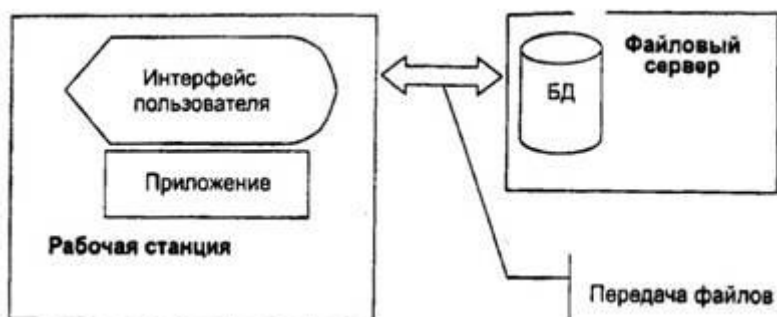 Интерфейс
пользователя
Приложение
Рабочая станция
Файловый
сервер
БД
Передача файлов